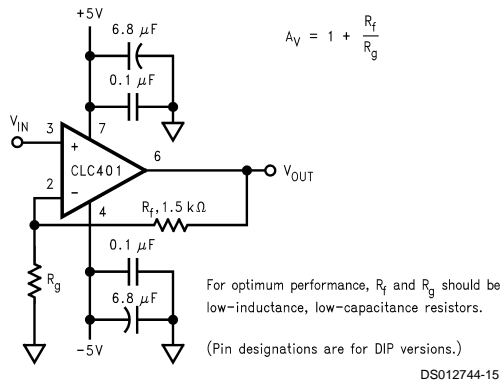 +5V
6.8 μF
0.1 μF
A_V = 1 + R_f / R_g
V_IN
3
7
+
CLC401
6
V_OUT
2
−
4
R_f, 1.5 kΩ
0.1 μF
R_g
6.8 μF
−5V
For optimum performance, R_f and R_g should be
low-inductance, low-capacitance resistors.
(Pin designations are for DIP versions.)
DS012744-15